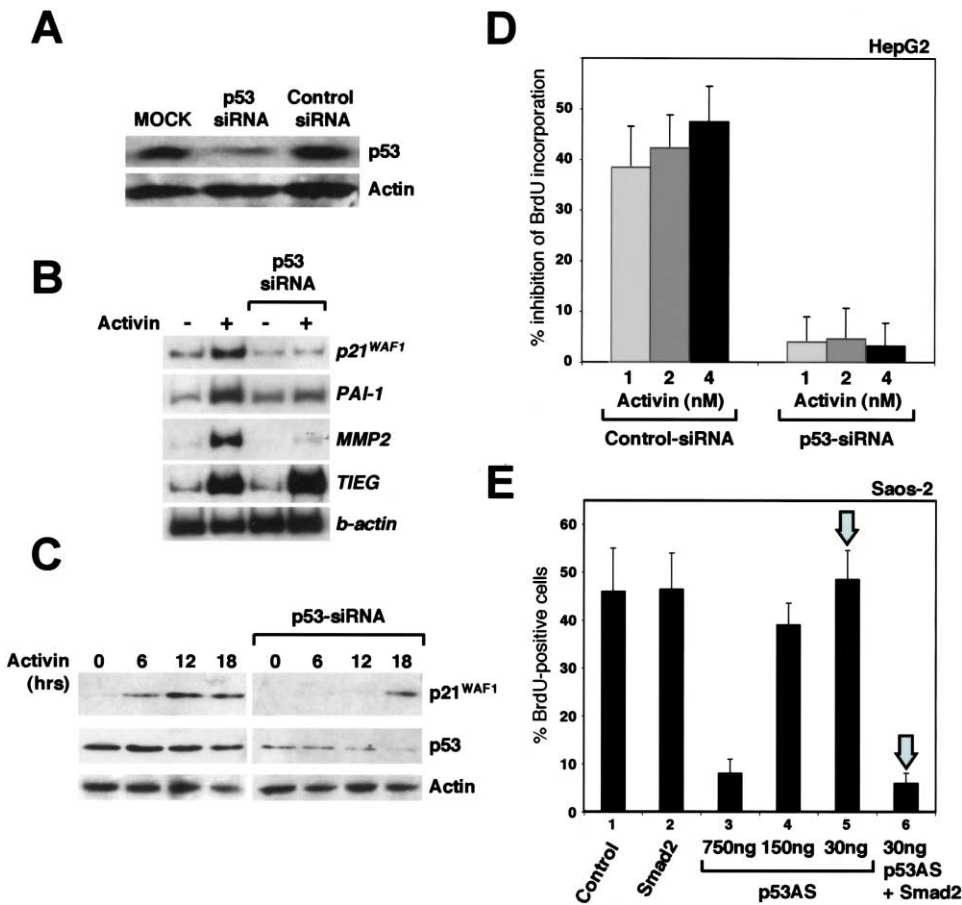 A
MOCK p53 siRNA Control siRNA
p53
Actin
B
p53 siRNA
Activin - + - +
p21WAF1
PAI-1
MMP2
TIEG
b-actin
C
p53-siRNA
Activin (hrs) 0 6 12 18 0 6 12 18
p21WAF1
p53
Actin
D
HepG2
% inhibition of BrdU incorporation
50
40
30
20
10
0
1 2 4 1 2 4
Activin (nM) Activin (nM)
Control-siRNA p53-siRNA
E
Saos-2
% BrdU-positive cells
60
50
40
30
20
10
0
1 2 3 4 5 6
Control Smad2 750ng 150ng 30ng 30ng p53AS + Smad2
p53AS